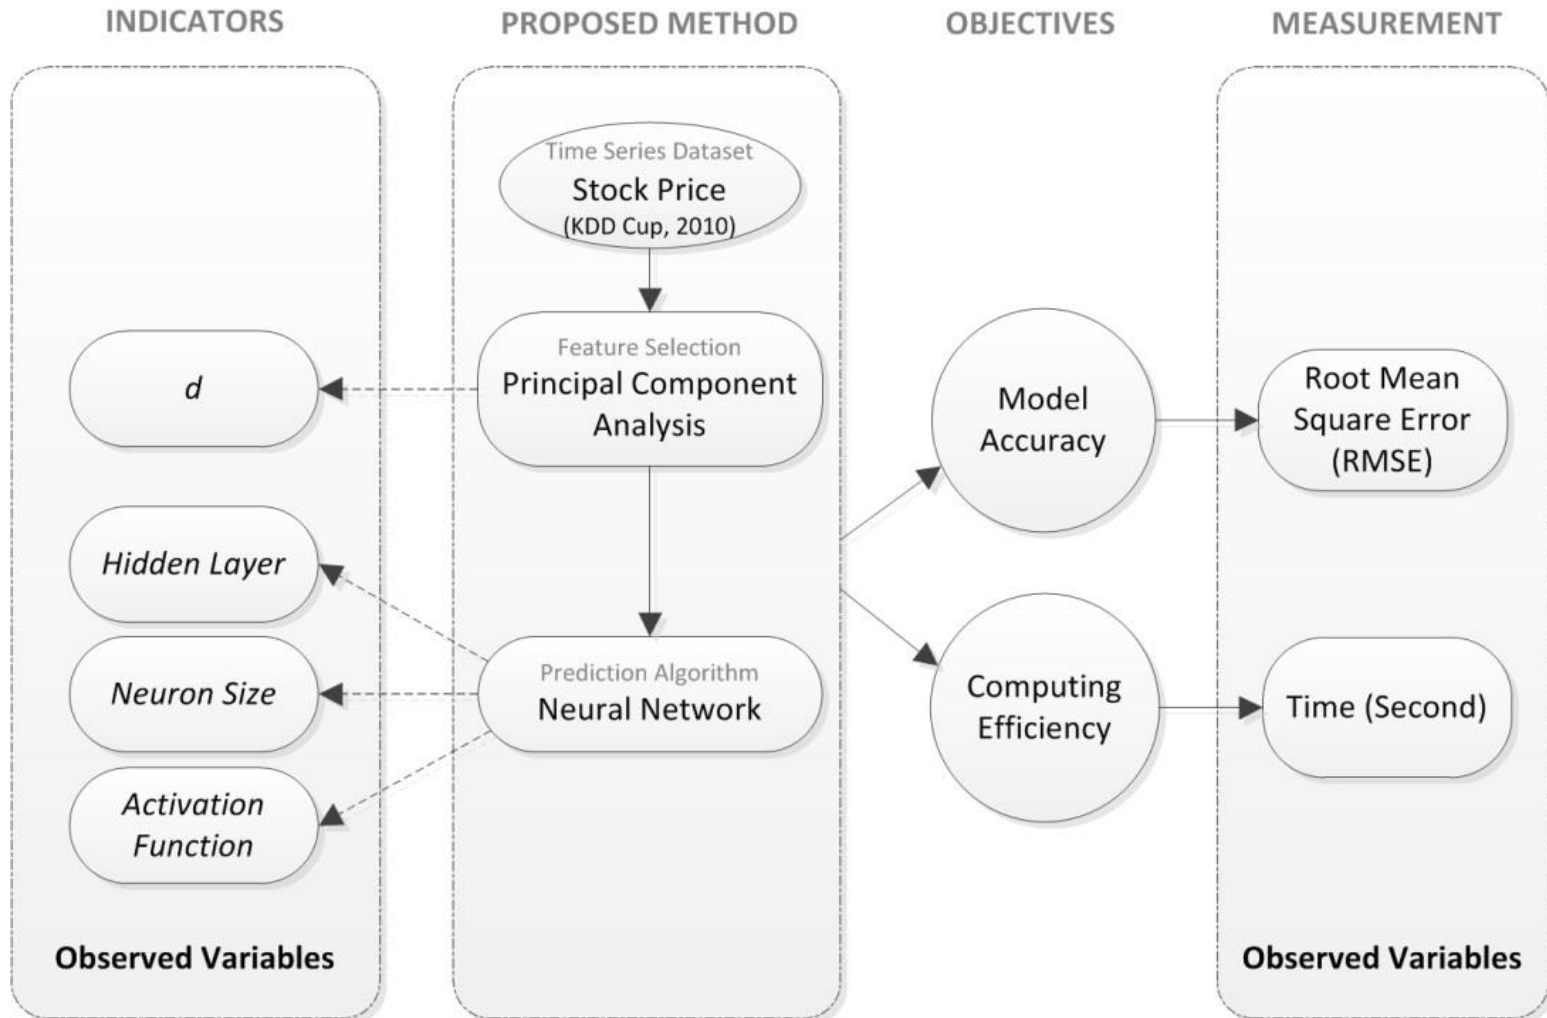 INDICATORS
PROPOSED METHOD
OBJECTIVES
MEASUREMENT
d
Hidden Layer
Neuron Size
Activation
Function
Observed Variables
Time Series Dataset
Stock Price
(KDD Cup, 2010)
Feature Selection
Principal Component
Analysis
Prediction Algorithm
Neural Network
Model
Accuracy
Computing
Efficiency
Root Mean
Square Error
(RMSE)
Time (Second)
Observed Variables